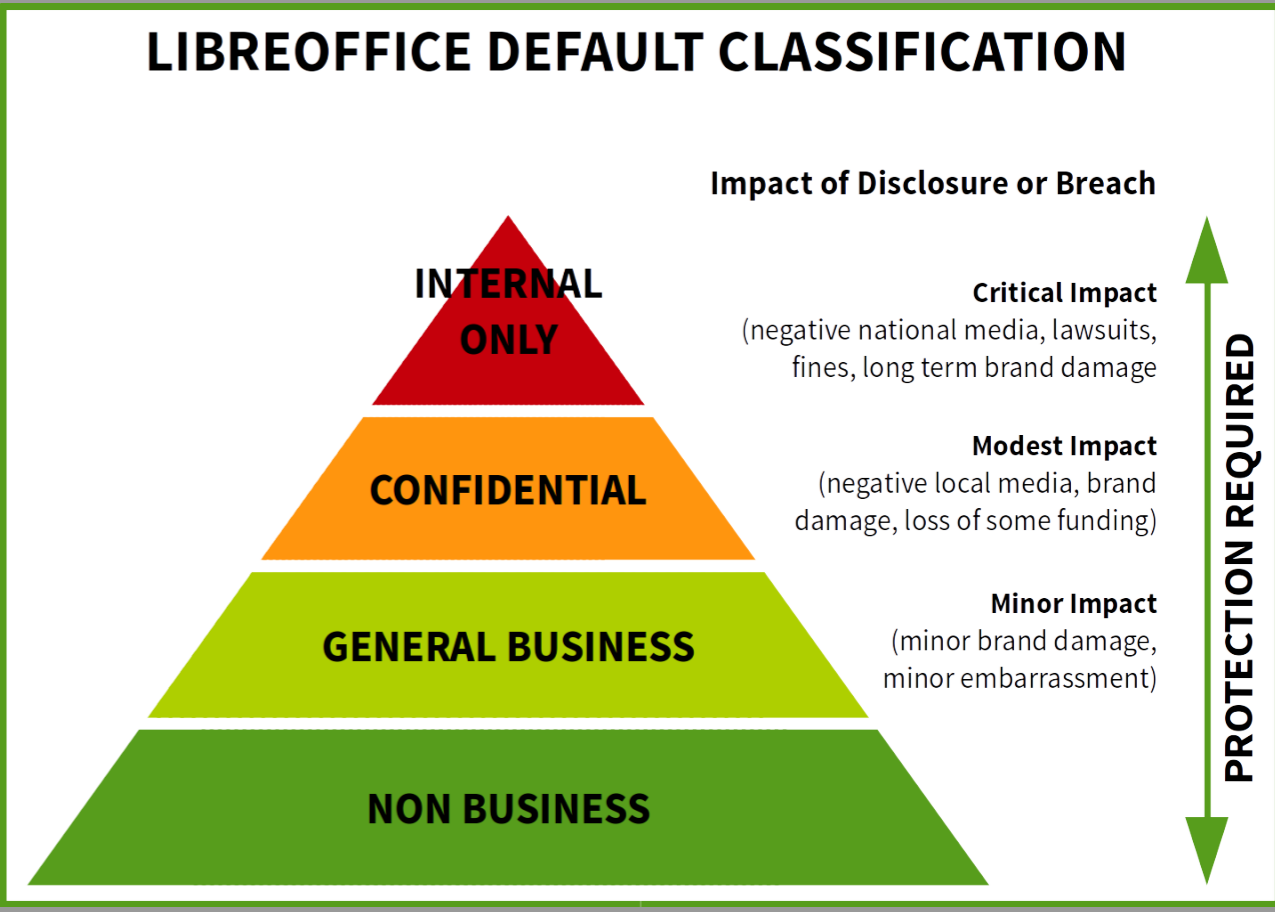 LIBREOFFICE DEFAULT CLASSIFICATION
Impact of Disclosure or Breach
INTERNAL
ONLY
Critical Impact
(negative national media, lawsuits,
fines, long term brand damage
CONFIDENTIAL
Modest Impact
(negative local media, brand
damage, loss of some funding)
GENERAL BUSINESS
Minor Impact
(minor brand damage,
minor embarrassment)
NON BUSINESS
PROTECTION REQUIRED